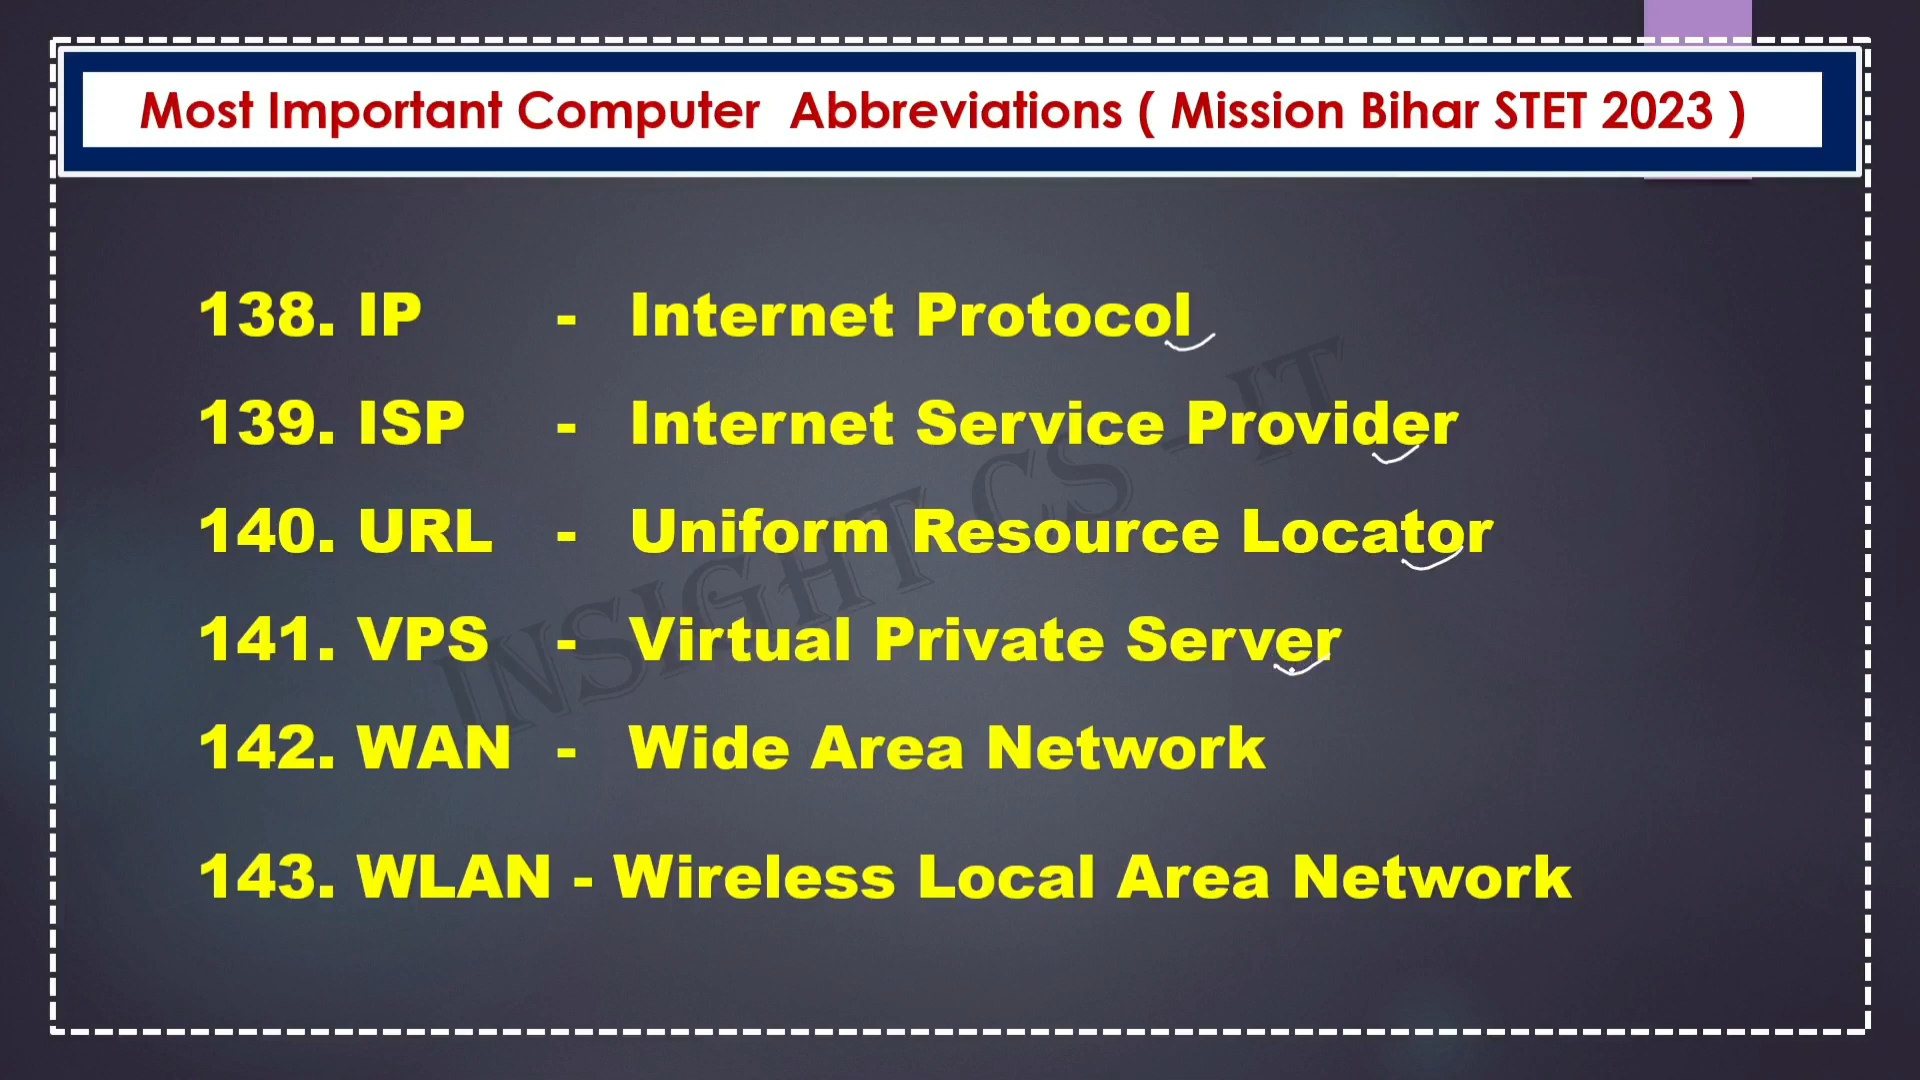 Most Important Computer Abbreviations ( Mission Bihar STET 2023 )
138. IP - Internet Protocol
139. ISP - Internet Service Provider
140. URL - Uniform Resource Locator
141. VPS - Virtual Private Server
142. WAN - Wide Area Network
143. WLAN - Wireless Local Area Network
INSIGHT CS - IT